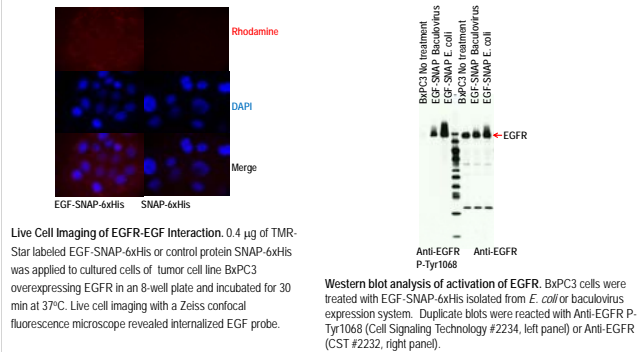 Rhodamine
DAPI
Merge
EGF-SNAP-6xHis SNAP-6xHis
Live Cell Imaging of EGFR-EGF Interaction. 0.4 µg of TMR-
Star labeled EGF-SNAP-6xHis or control protein SNAP-6xHis
was applied to cultured cells of tumor cell line BxPC3
overexpressing EGFR in an 8-well plate and incubated for 30
min at 37ºC. Live cell imaging with a Zeiss confocal
fluorescence microscope revealed internalized EGF probe.
BxPC3 No treatment
EGF-SNAP Baculovirus
EGF-SNAP E. coli
BxPC3 No treatment
EGF-SNAP Baculovirus
EGF-SNAP E. coli
EGFR
Anti-EGFR Anti-EGFR
P-Tyr1068
Western blot analysis of activation of EGFR. BxPC3 cells were
treated with EGF-SNAP-6xHis isolated from E. coli or baculovirus
expression system. Duplicate blots were reacted with Anti-EGFR P-
Tyr1068 (Cell Signaling Technology #2234, left panel) or Anti-EGFR
(CST #2232, right panel).